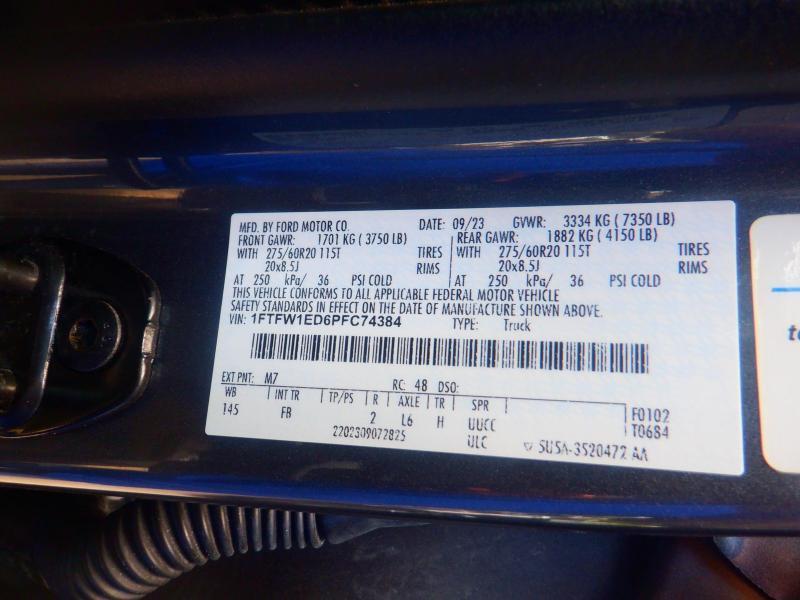 MFD. BY FORD MOTOR CO. DATE: 09/23 GVWR: 3334 KG ( 7350 LB)
FRONT GAWR: 1701 KG ( 3750 LB) REAR GAWR: 1882 KG ( 4150 LB)
WITH 275/60R20 115T TIRES WITH 275/60R20 115T TIRES
20x8.5J RIMS 20x8.5J RIMS
AT 250 kPa/ 36 PSI COLD AT 250 kPa/ 36 PSI COLD
THIS VEHICLE CONFORMS TO ALL APPLICABLE FEDERAL MOTOR VEHICLE
SAFETY STANDARDS IN EFFECT ON THE DATE OF MANUFACTURE SHOWN ABOVE.
VIN: 1FTFW1ED6PFC74384 TYPE: Truck
EXT PNT: M7 RC: 48 DSO:
WB INT TR TP/PS R AXLE TR SPR
145 FB 2 L6 H UUCC F0102
2202309072825 ULC T0684
5U5A-3520472 AA